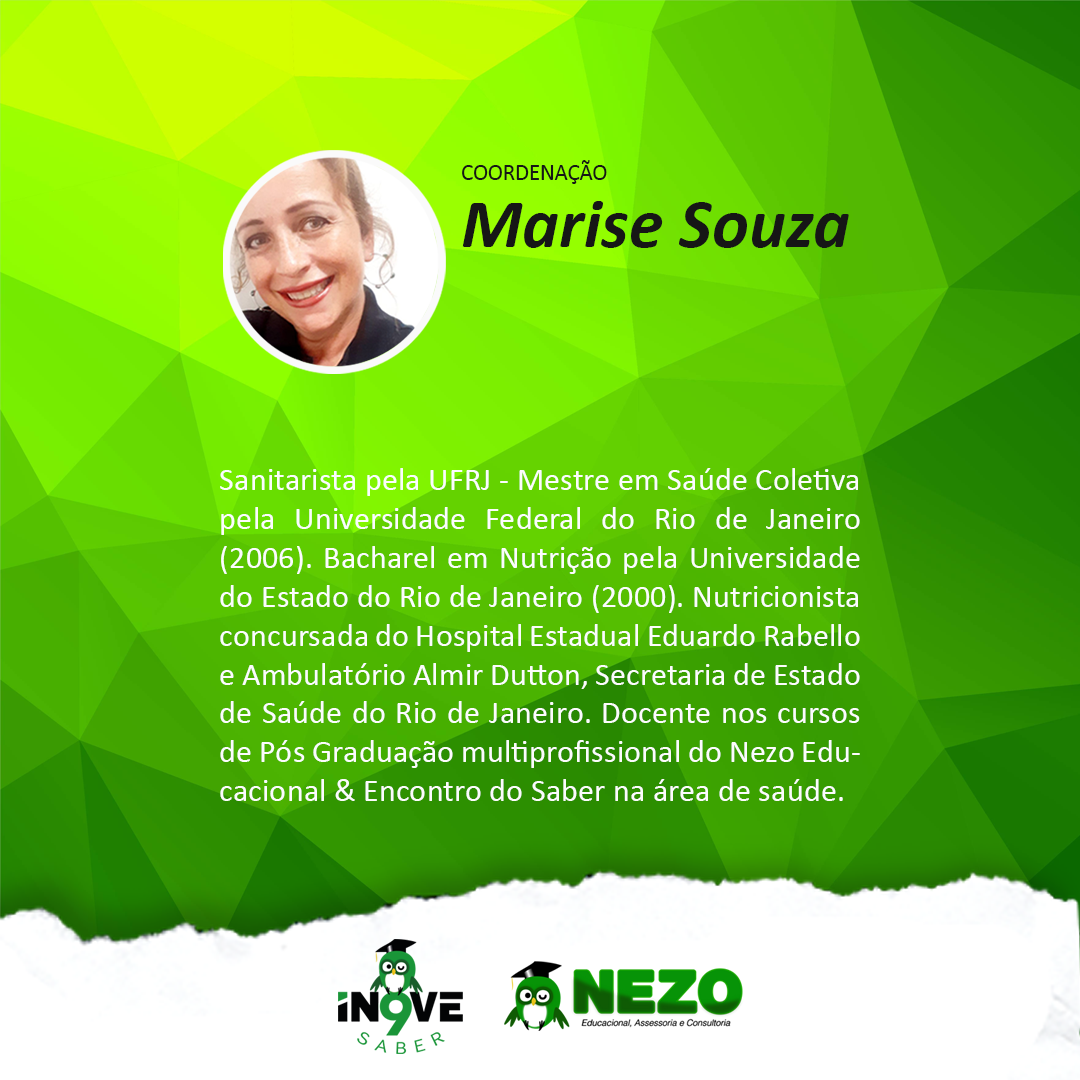 COORDENAÇÃO
Marise Souza
Sanitarista pela UFRJ - Mestre em Saúde Coletiva
pela Universidade Federal do Rio de Janeiro
(2006). Bacharel em Nutrição pela Universidade
do Estado do Rio de Janeiro (2000). Nutricionista
concursada do Hospital Estadual Eduardo Rabello
e Ambulatório Almir Dutton, Secretaria de Estado
de Saúde do Rio de Janeiro. Docente nos cursos
de Pós Graduação multiprofissional do Nezo Edu-
cacional & Encontro do Saber na área de saúde.
iN9VE
SABER
NEZO
Educacional, Assessoria e Consultoria